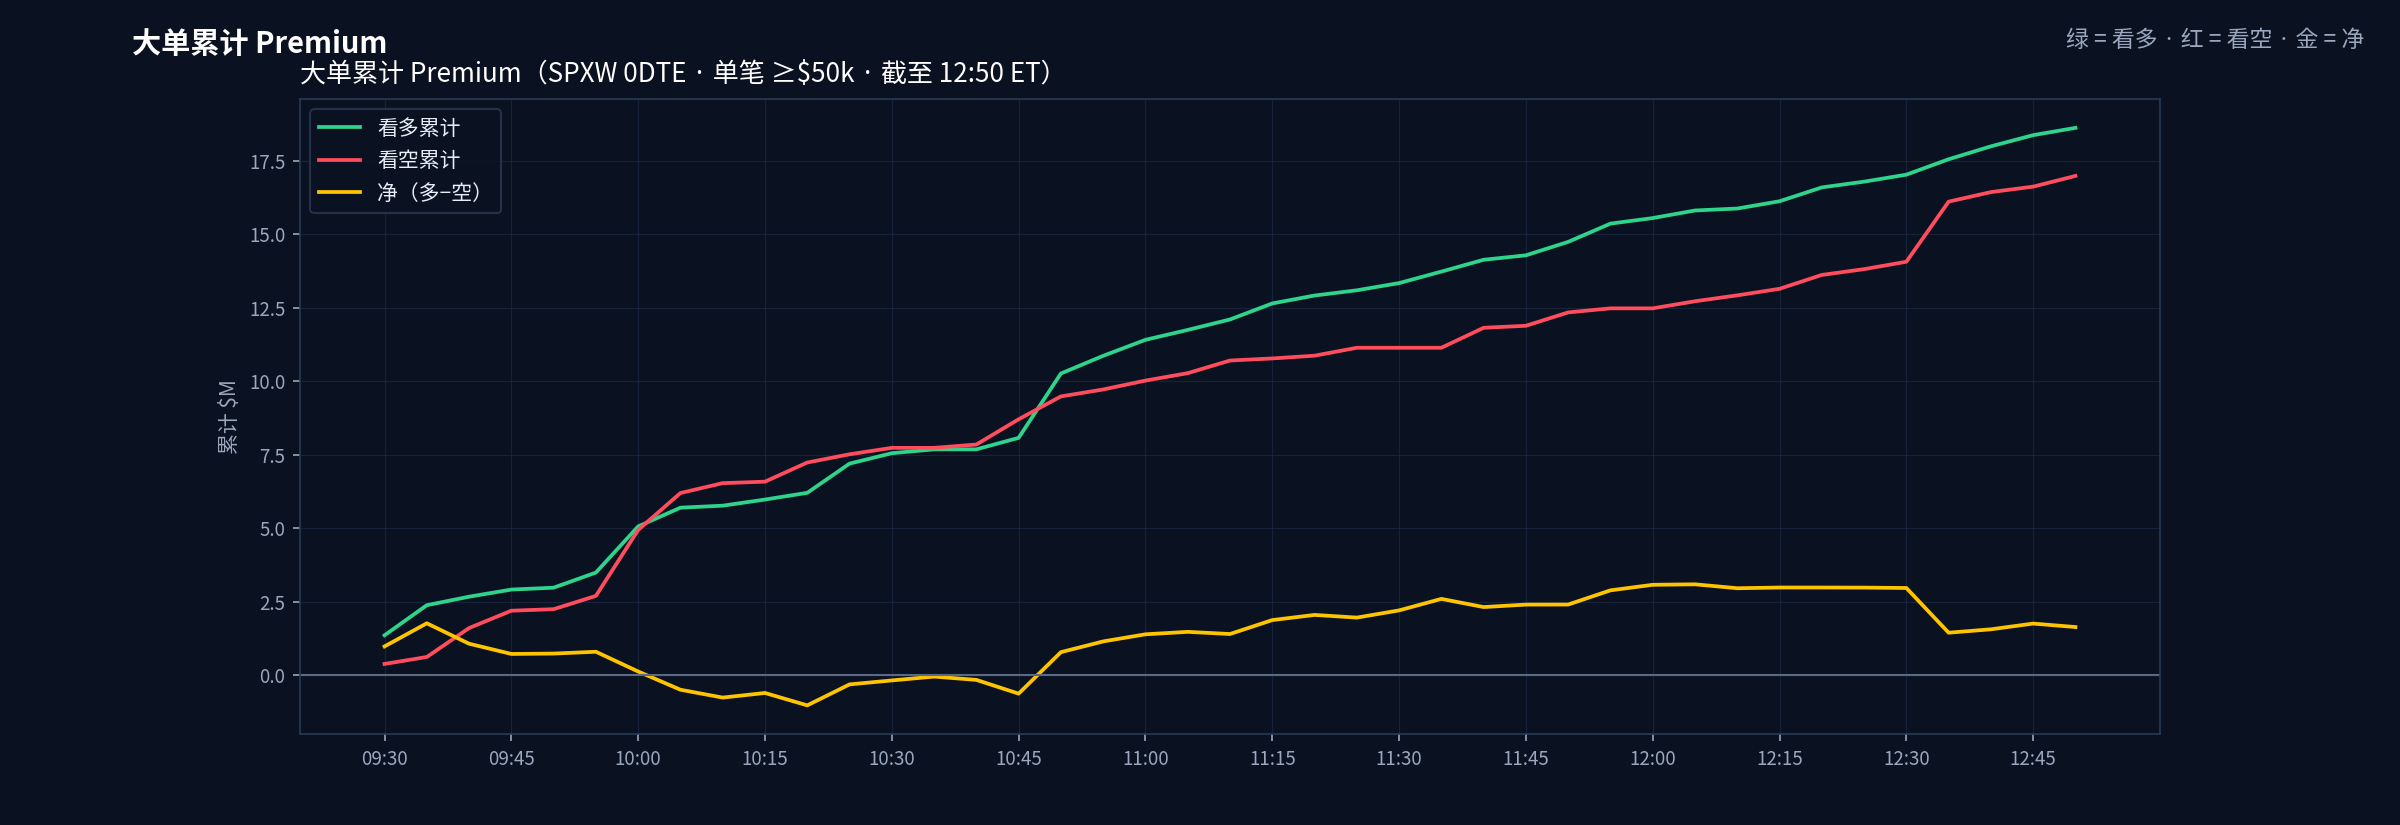 大单累计 Premium
绿 = 看多 · 红 = 看空 · 金 = 净
大单累计 Premium（SPXW 0DTE · 单笔 ≥$50k · 截至 12:50 ET）
看多累计
看空累计
净（多−空）
累计 $M
17.5
15.0
12.5
10.0
7.5
5.0
2.5
0.0
09:30 09:45 10:00 10:15 10:30 10:45 11:00 11:15 11:30 11:45 12:00 12:15 12:30 12:45